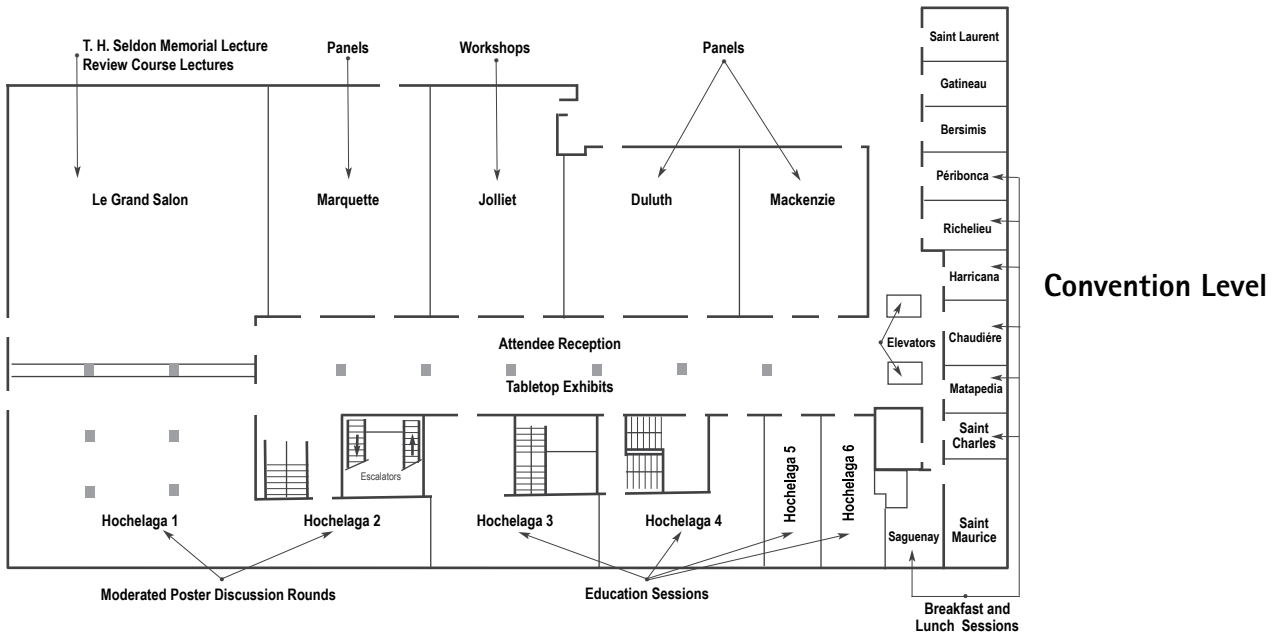 T. H. Seldon Memorial Lecture
Review Course Lectures
Panels
Workshops
Panels
Saint Laurent
Gatineau
Bersimis
Péribonca
Richelieu
Harricana
Chaudiére
Matapedia
Saint
Charles
Saint
Maurice
Le Grand Salon
Marquette
Jolliet
Duluth
Mackenzie
Convention Level
Attendee Reception
Elevators
Tabletop Exhibits
Escalators
Hochelaga 1
Hochelaga 2
Hochelaga 3
Hochelaga 4
Hochelaga 5
Hochelaga 6
Saguenay
Moderated Poster Discussion Rounds
Education Sessions
Breakfast and
Lunch Sessions